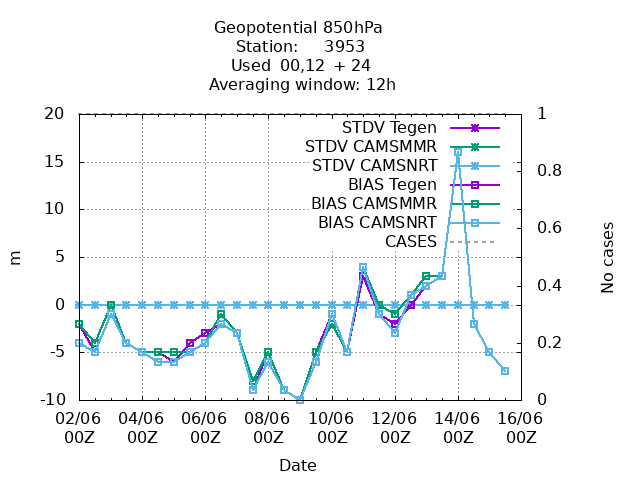 Geopotential 850hPa
Station: 3953
Used 00,12 + 24
Averaging window: 12h
20 1
STDV Tegen
STDV CAMSMMR
15 STDV CAMSNRT
0.8
BIAS Tegen
BIAS CAMSMMR
10 0.6
BIAS CAMSNRT
CASES
5
m No cases
0.4
0
-5 0.2
-10 0
02/06 04/06 06/06 08/06 10/06 12/06 14/06 16/06
00Z 00Z 00Z 00Z 00Z 00Z 00Z 00Z
Date